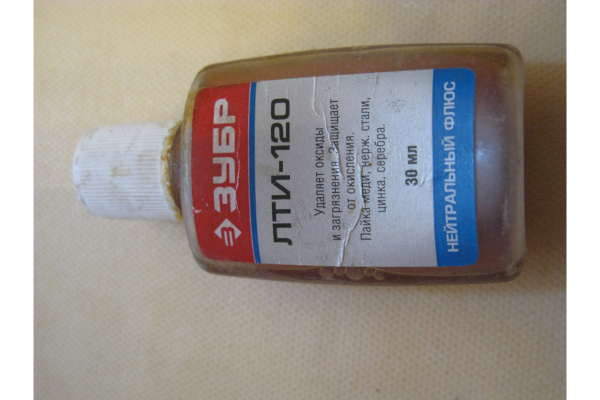 ЗУБР
ЛТИ-120
Удаляет оксиды
и загрязнения. Защищает
от окисления.
Пайка меди, нерж. стали,
цинка, серебра.
30 мл
НЕЙТРАЛЬНЫЙ ФЛЮС